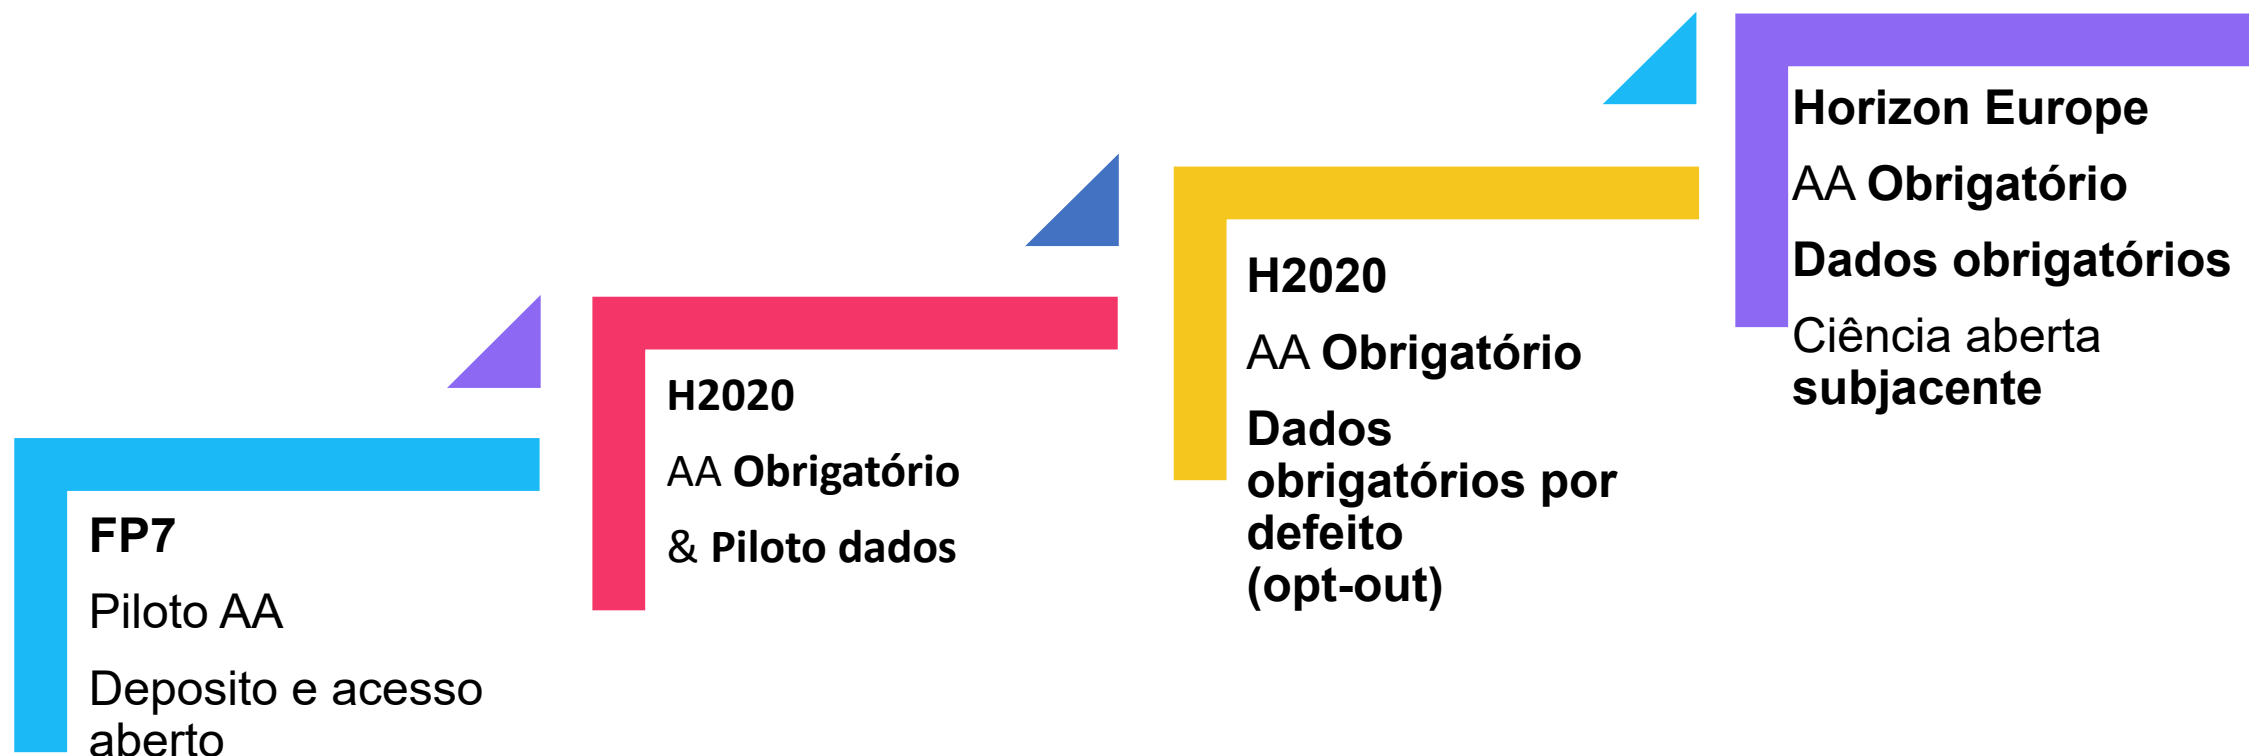 FP7
Piloto AA
Deposito e acesso
aberto
H2020
AA Obrigatório
& Piloto dados
H2020
AA Obrigatório
Dados
obrigatórios por
defeito
(opt-out)
Horizon Europe
AA Obrigatório
Dados obrigatórios
Ciência aberta
subjacente